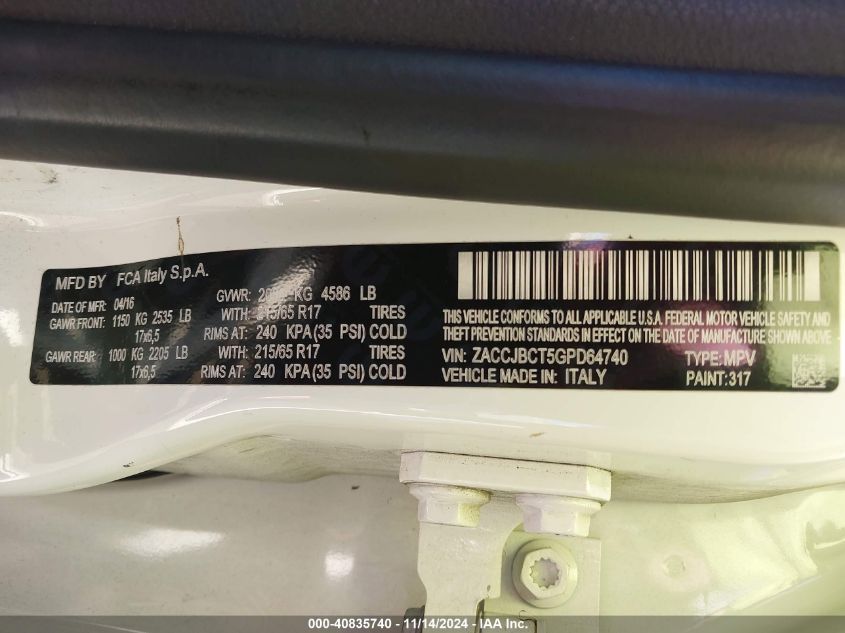 MFD BY FCA Italy S.p.A.
DATE OF MFR 04/16 GVWR: KG 4586 LB
GAWR FRONT: 1150 KG 2535 LB WITH: 215/65 R17 TIRES
17x6,5 RIMS AT: 240 KPA(35 PSI) COLD
GAWR REAR: 1000 KG 2205 LB WITH: 215/65 R17 TIRES
17x6,5 RIMS AT: 240 KPA(35 PSI) COLD
THIS VEHICLE CONFORMS TO ALL APPLICABLE U.S.A. FEDERAL MOTOR VEHICLE SAFETY, BUMPER AND
THEFT PREVENTION STANDARDS IN EFFECT ON THE DATE OF MANUFACTURE SHOWN ABOVE
VIN: ZACCJBCT5GPD64740 TYPE: MPV
VEHICLE MADE IN: ITALY PAINT: 317
000-40835740 - 11/14/2024 - IAA Inc.